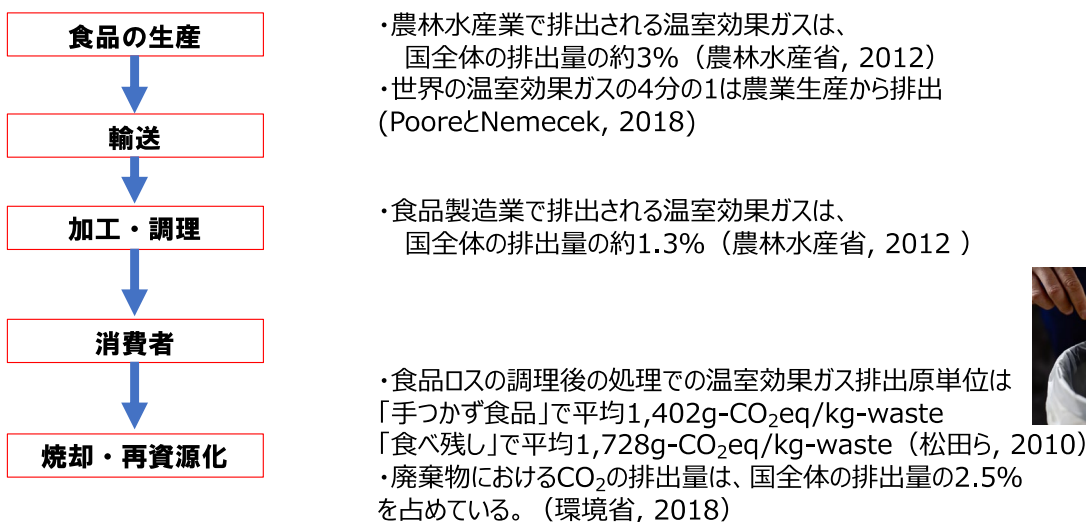 食品の生産
輸送
加工・調理
消費者
焼却・再資源化
・農林水産業で排出される温室効果ガスは、
国全体の排出量の約3%（農林水産省, 2012）
・世界の温室効果ガスの4分の1は農業生産から排出
(PooreとNemecek, 2018)
・食品製造業で排出される温室効果ガスは、
国全体の排出量の約1.3%（農林水産省, 2012 ）
・食品ロスの調理後の処理での温室効果ガス排出原単位は
「手つかず食品」で平均1,402g-CO₂eq/kg-waste
「食べ残し」で平均1,728g-CO₂eq/kg-waste（松田ら, 2010）
・廃棄物におけるCO₂の排出量は、国全体の排出量の2.5%
を占めている。（環境省, 2018）